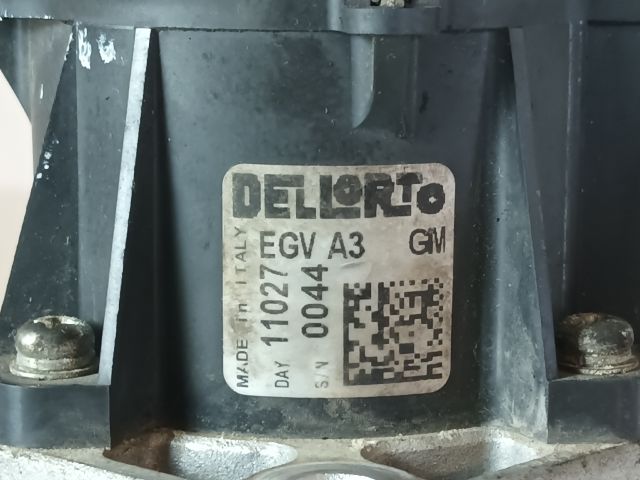 DELLORTO
EGV A3 GM
MADE In ITALY
DAY 11027
S/N 0044